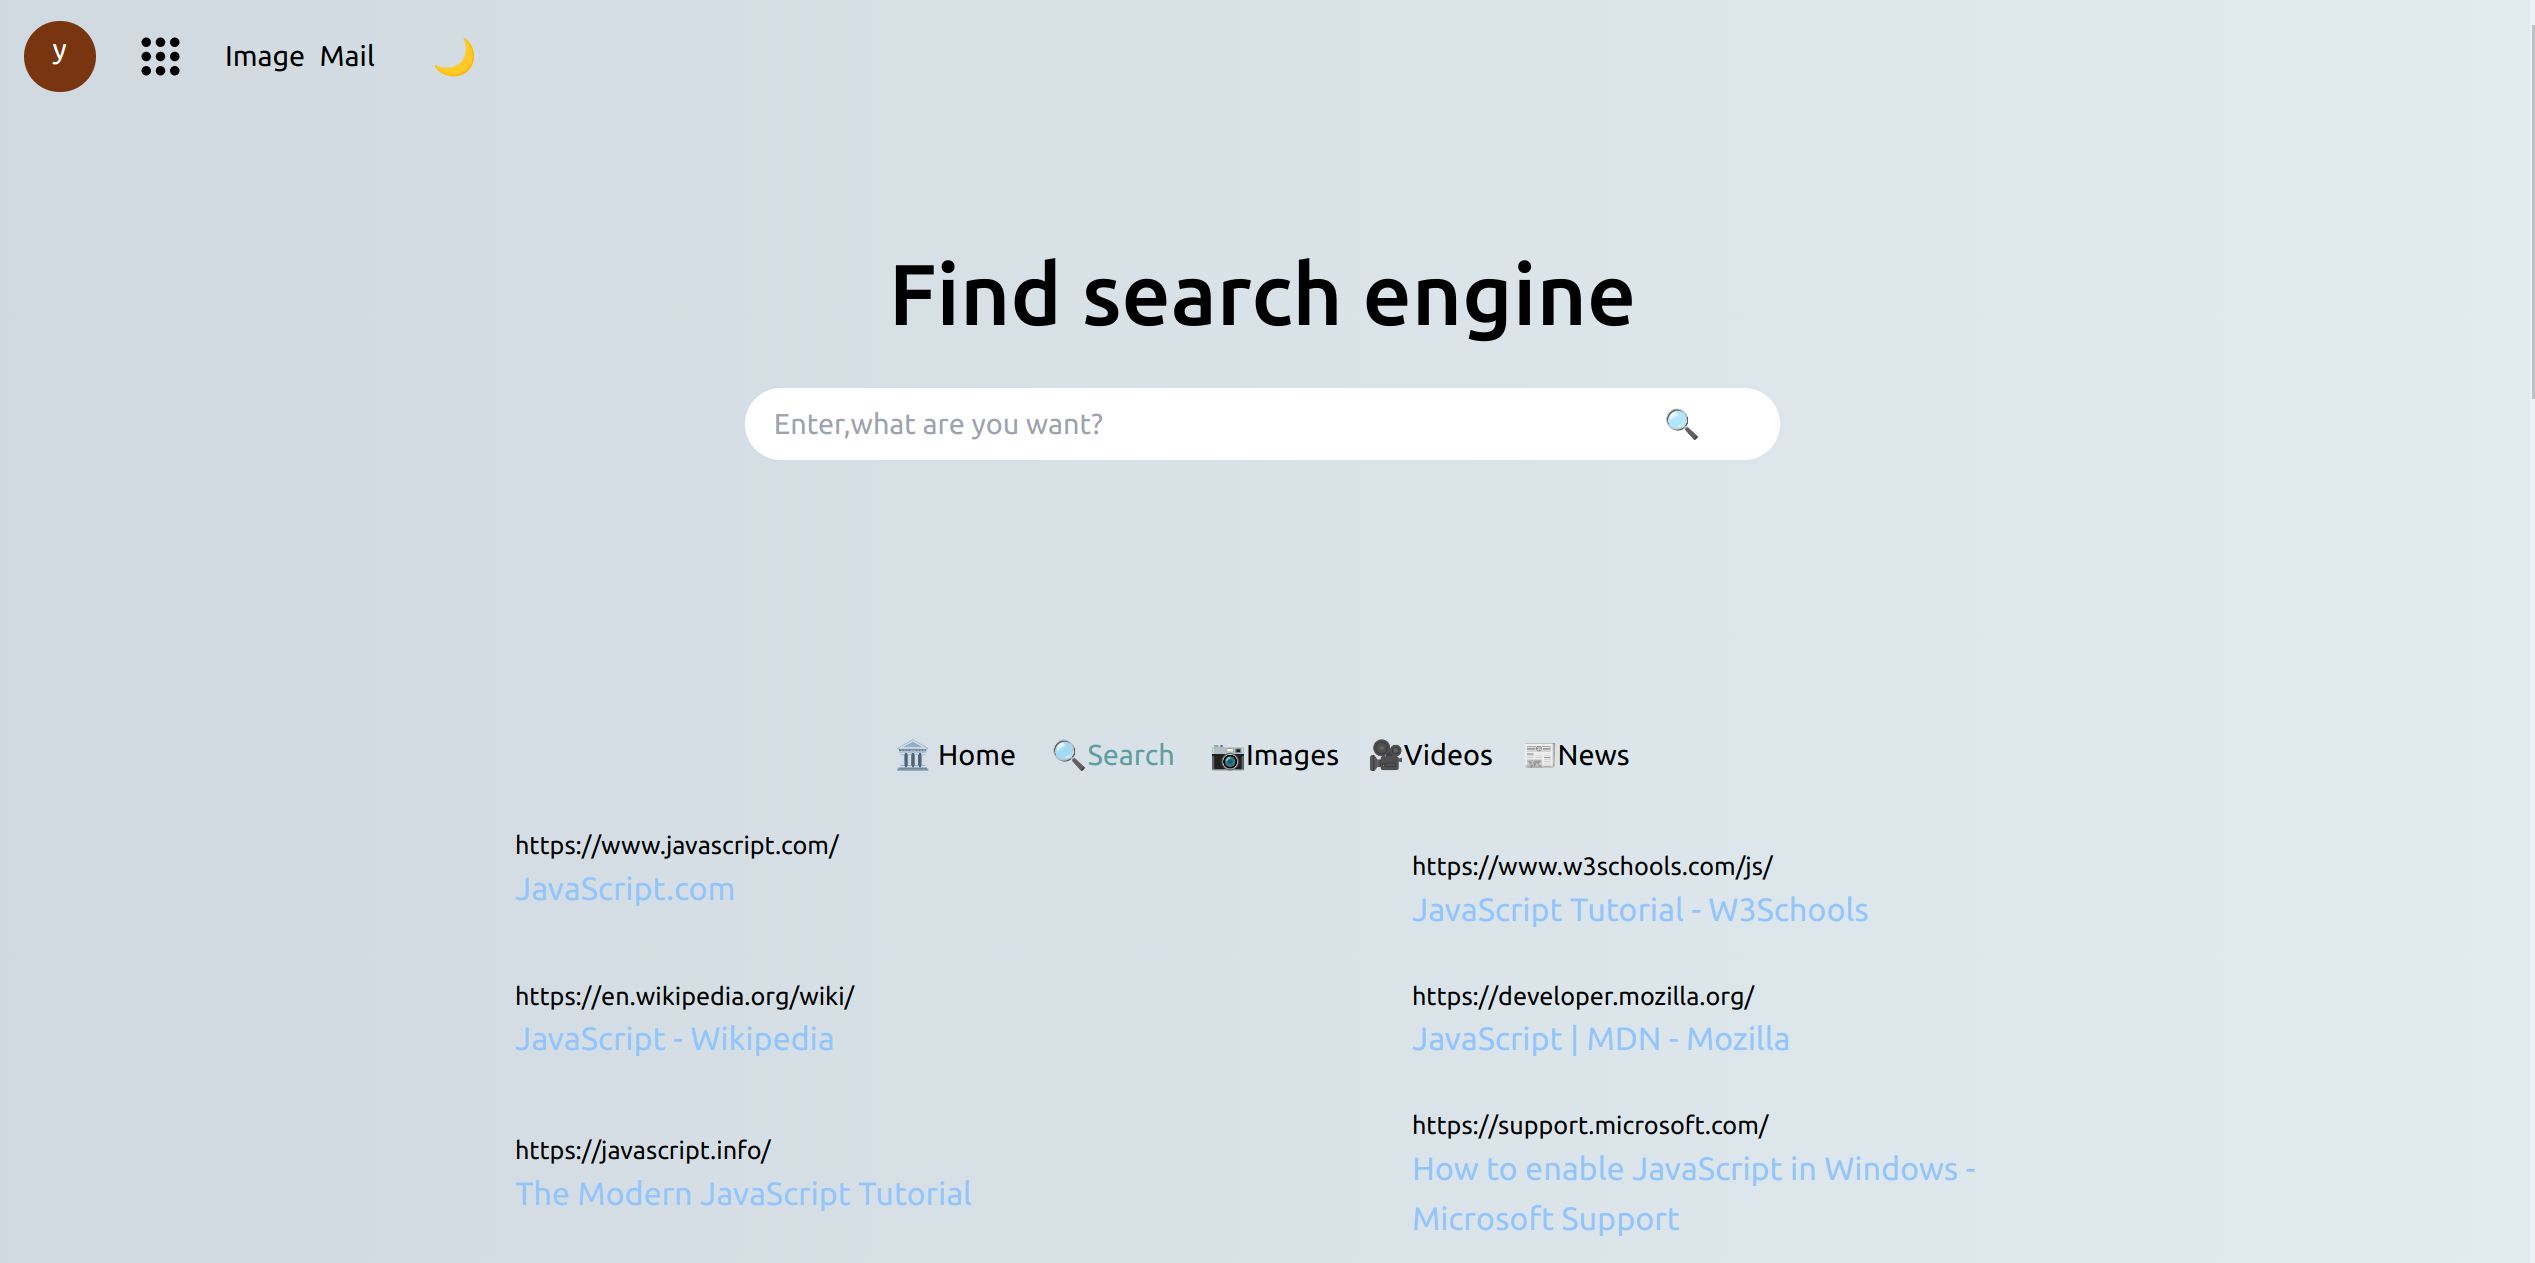 y
Image Mail
Find search engine
Enter,what are you want?
Home Search Images Videos News
https://www.javascript.com/
JavaScript.com
https://www.w3schools.com/js/
JavaScript Tutorial - W3Schools
https://en.wikipedia.org/wiki/
JavaScript - Wikipedia
https://developer.mozilla.org/
JavaScript | MDN - Mozilla
https://javascript.info/
The Modern JavaScript Tutorial
https://support.microsoft.com/
How to enable JavaScript in Windows -
Microsoft Support